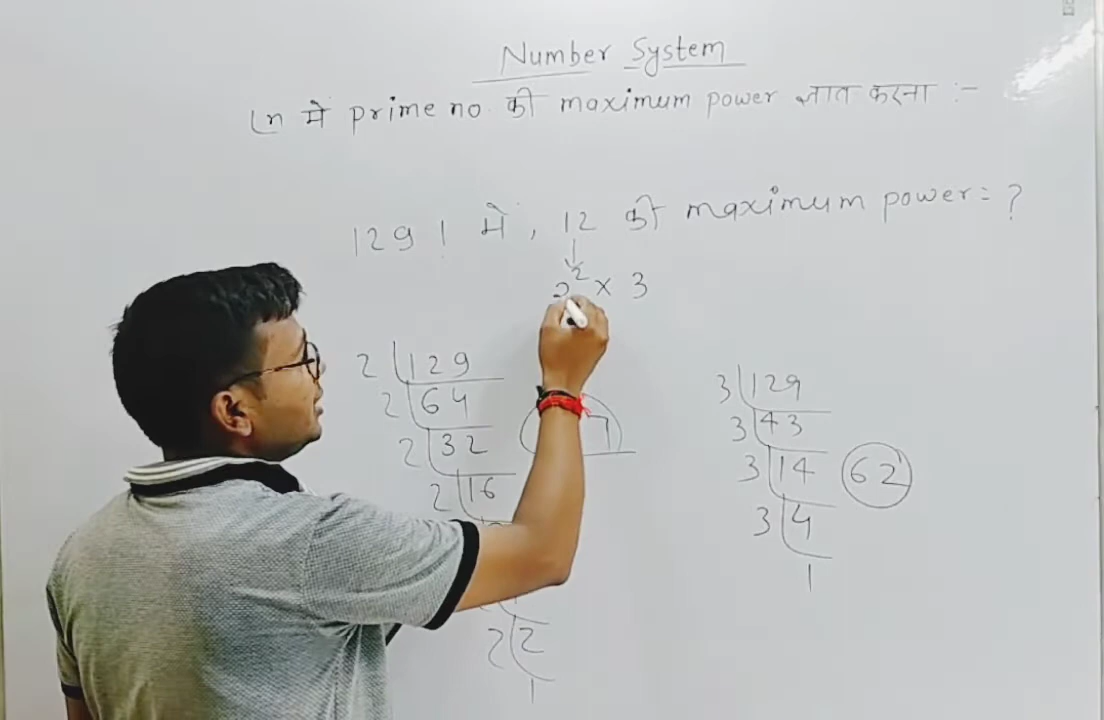 Number System
Ln में prime no. की maximum power ज्ञात करना :-
129 ! में , 12 की maximum power = ?
2² x 3
2 129
2 64
2 32
2 16
2 2
1
3 129
3 43
3 14 62
3 4
1